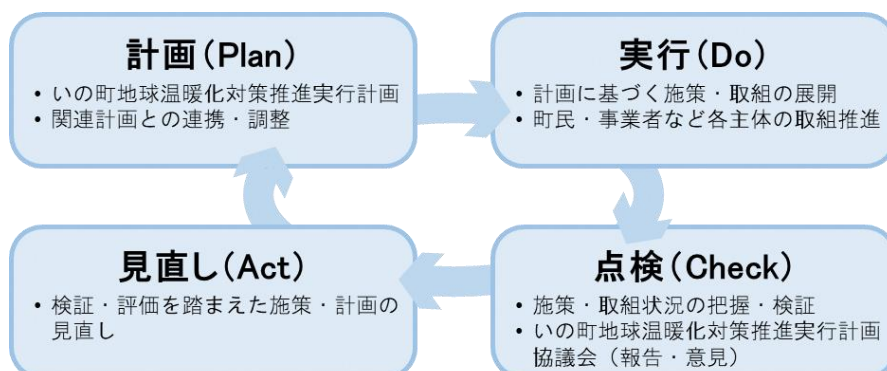 計画(Plan)
• いの町地球温暖化対策推進実行計画
• 関連計画との連携・調整
実行(Do)
• 計画に基づく施策・取組の展開
• 町民・事業者など各主体の取組推進
見直し(Act)
• 検証・評価を踏まえた施策・計画の
見直し
点検(Check)
• 施策・取組状況の把握・検証
• いの町地球温暖化対策推進実行計画
協議会（報告・意見）